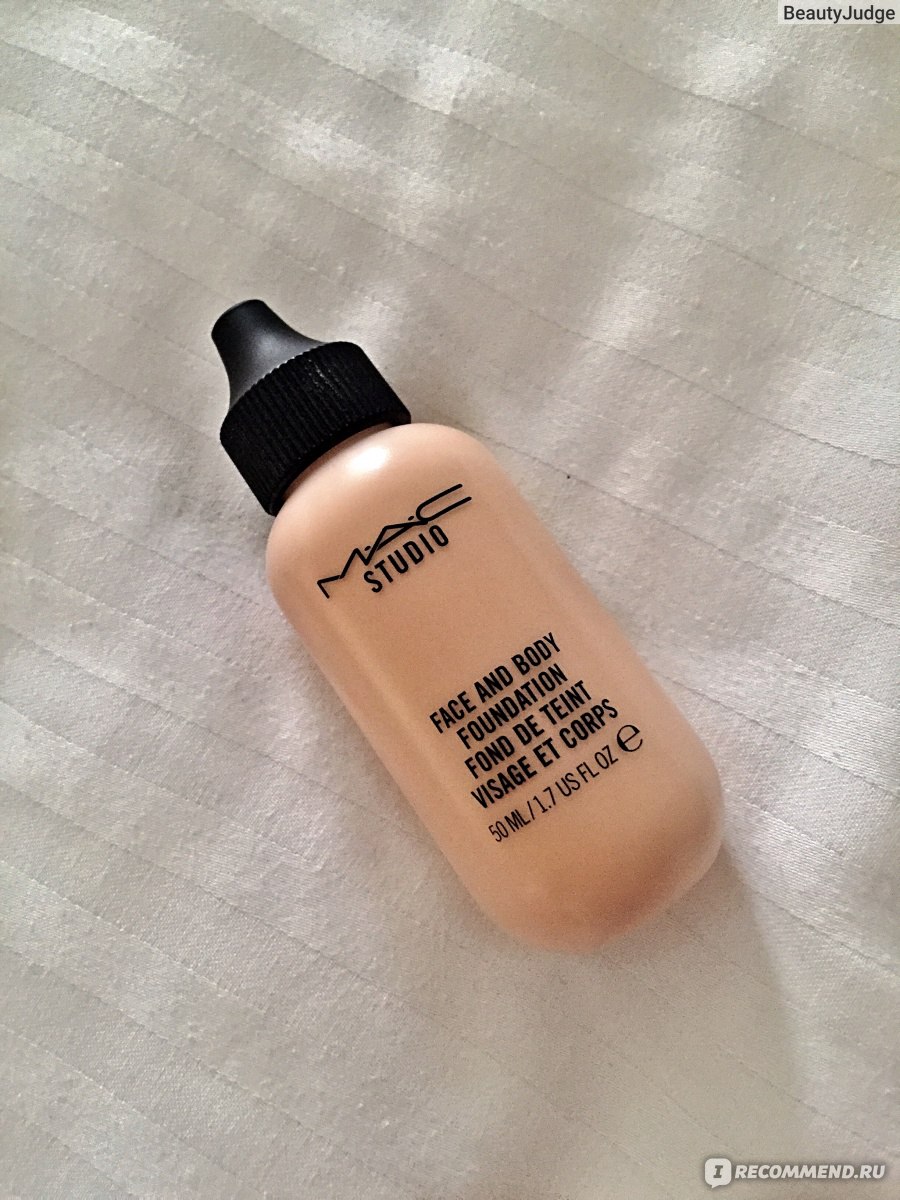 BeautyJudge
MAC
STUDIO
FACE AND BODY
FOUNDATION
FOND DE TEINT
VISAGE ET CORPS
50 ML / 1.7 US FL OZ ℮
IRECOMMEND.RU